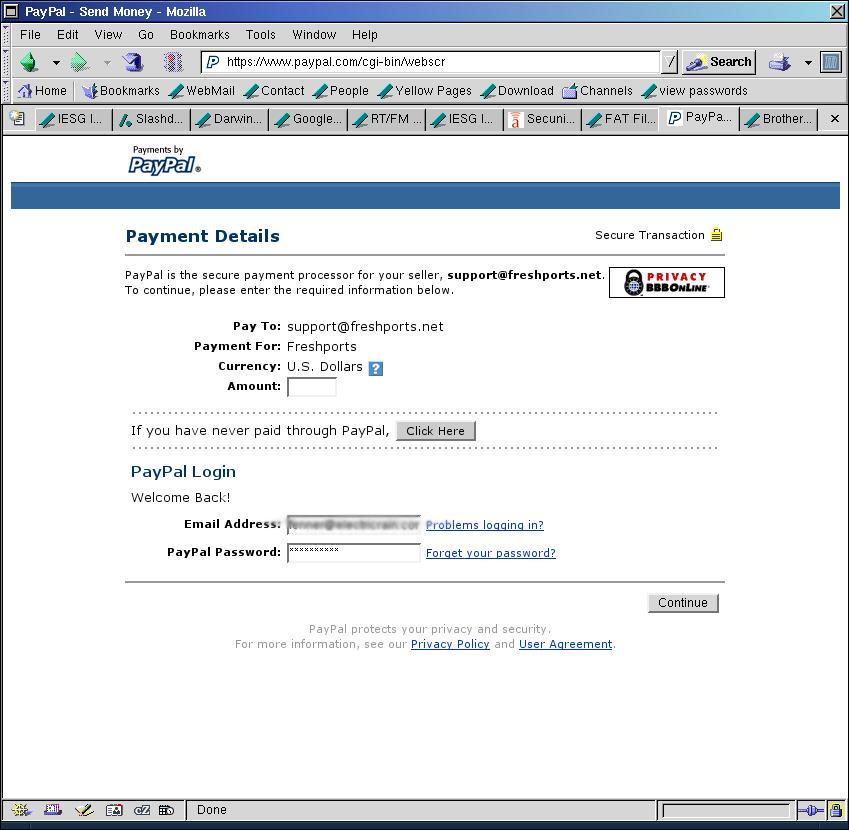 PayPal - Send Money - Mozilla
File Edit View Go Bookmarks Tools Window Help
https://www.paypal.com/cgi-bin/webscr Search
Home Bookmarks WebMail Contact People Yellow Pages Download Channels view passwords
IESG I... Slashd... Darwin... Google... RT/FM ... IESG I... Securi... FAT Fil... PayPa... Brother...
Payments by
PayPal®
Payment Details Secure Transaction
PayPal is the secure payment processor for your seller, support@freshports.net.
To continue, please enter the required information below.
PRIVACY
BBBOnLine
Pay To: support@freshports.net
Payment For: Freshports
Currency: U.S. Dollars ?
Amount:
If you have never paid through PayPal, Click Here
PayPal Login
Welcome Back!
Email Address: Problems logging in?
PayPal Password: ********** Forget your password?
Continue
PayPal protects your privacy and security.
For more information, see our Privacy Policy and User Agreement.
Done